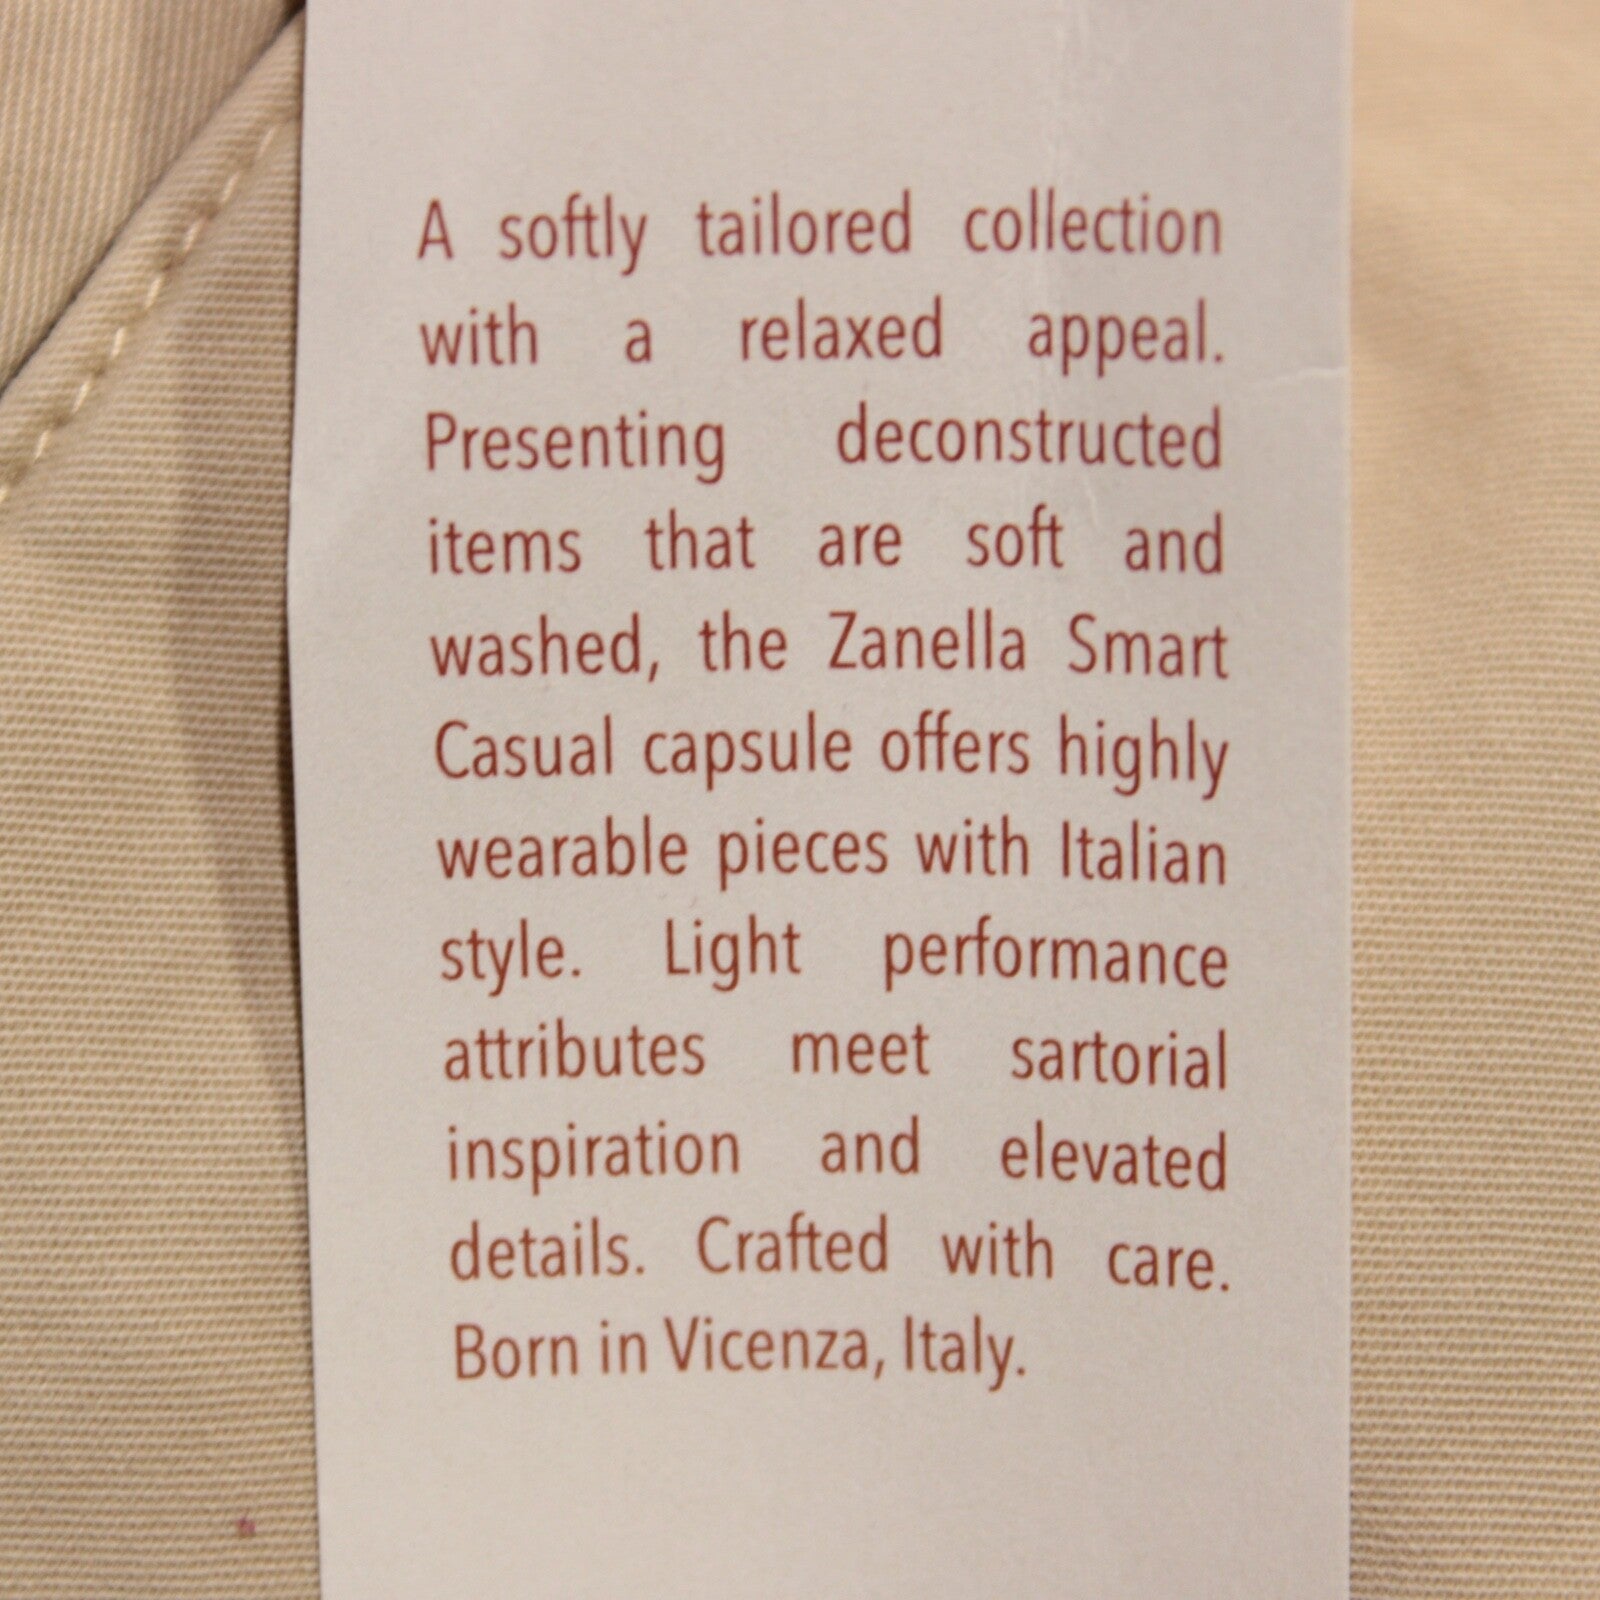 A softly tailored collection
with a relaxed appeal.
Presenting deconstructed
items that are soft and
washed, the Zanella Smart
Casual capsule offers highly
wearable pieces with Italian
style. Light performance
attributes meet sartorial
inspiration and elevated
details. Crafted with care.
Born in Vicenza, Italy.